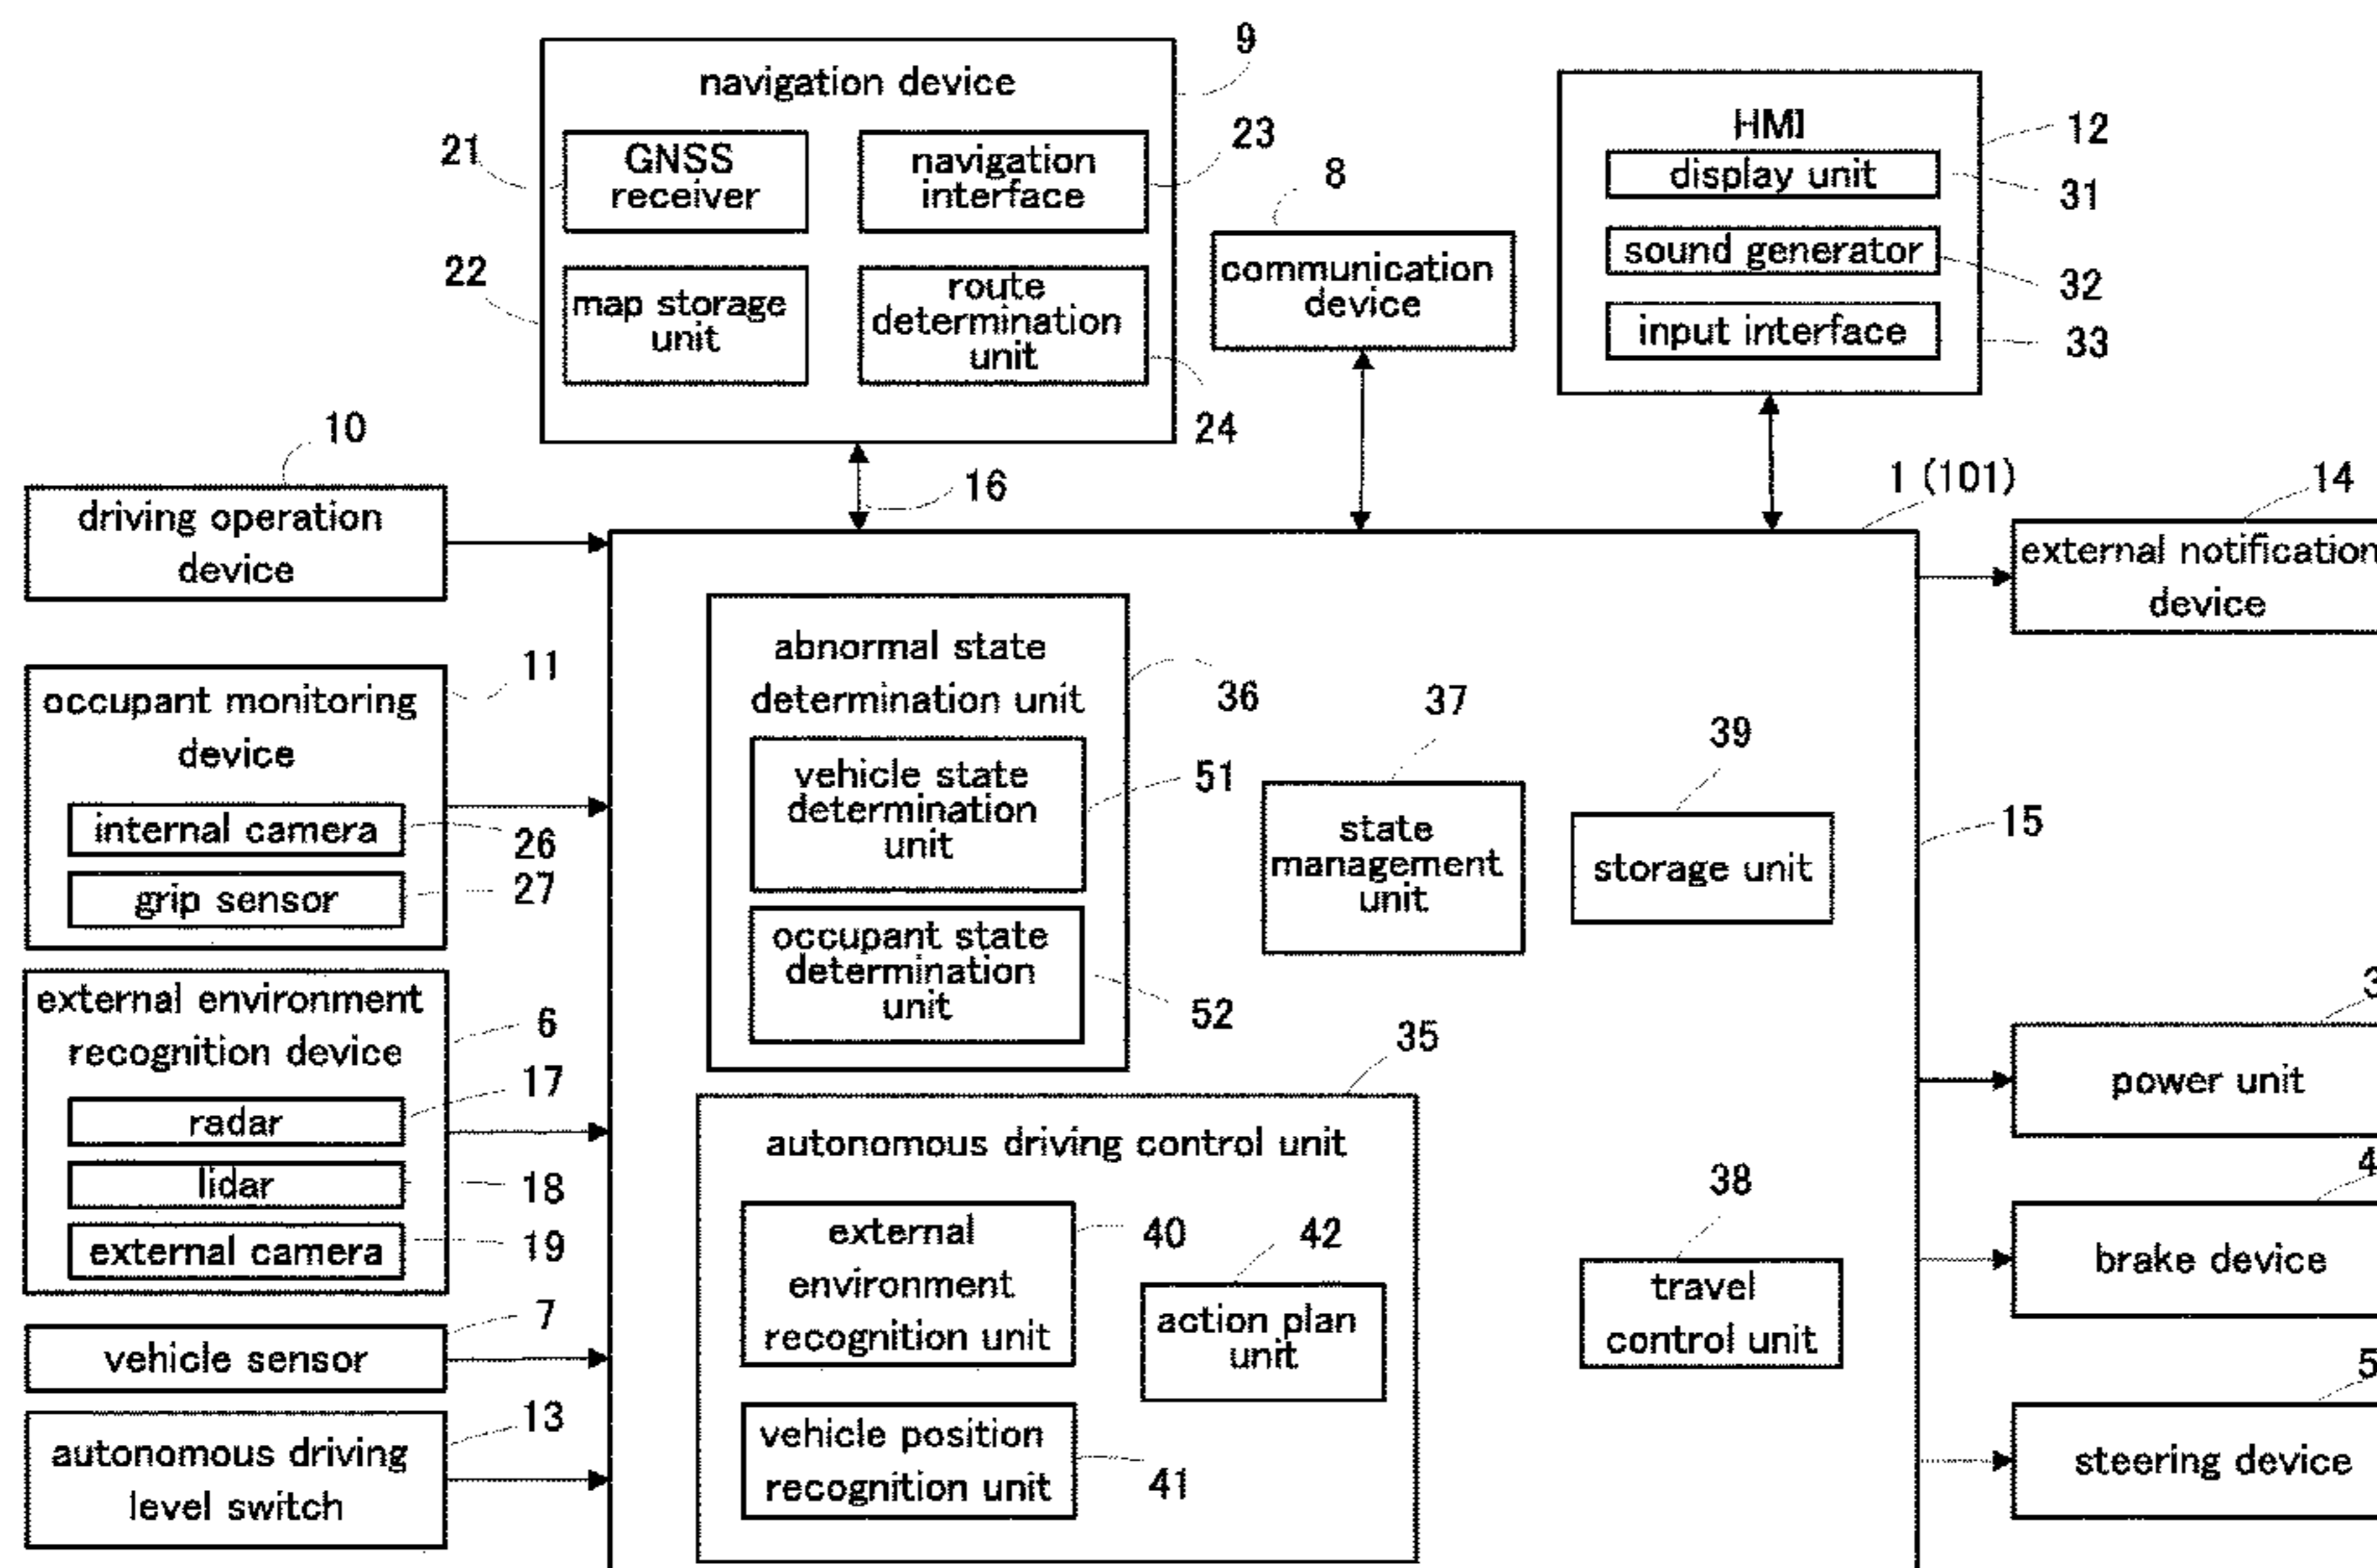 9
navigation device
21
GNSS
receiver
navigation
interface
23
22
map storage
unit
route
determination
unit
24
8
communication
device
HMI
12
display unit
31
sound generator
32
input interface
33
10
driving operation
device
16
1 (101)
14
external notification
device
occupant monitoring
device
11
internal camera
26
grip sensor
27
abnormal state
determination unit
36
vehicle state
determination
unit
51
occupant state
determination
unit
52
37
state
management
unit
39
storage unit
15
external environment
recognition device
6
radar
17
lidar
18
external camera
19
vehicle sensor
7
autonomous driving
level switch
13
35
autonomous driving control unit
external
environment
recognition unit
40
42
action plan
unit
vehicle position
recognition unit
41
38
travel
control unit
3
power unit
4
brake device
5
steering device